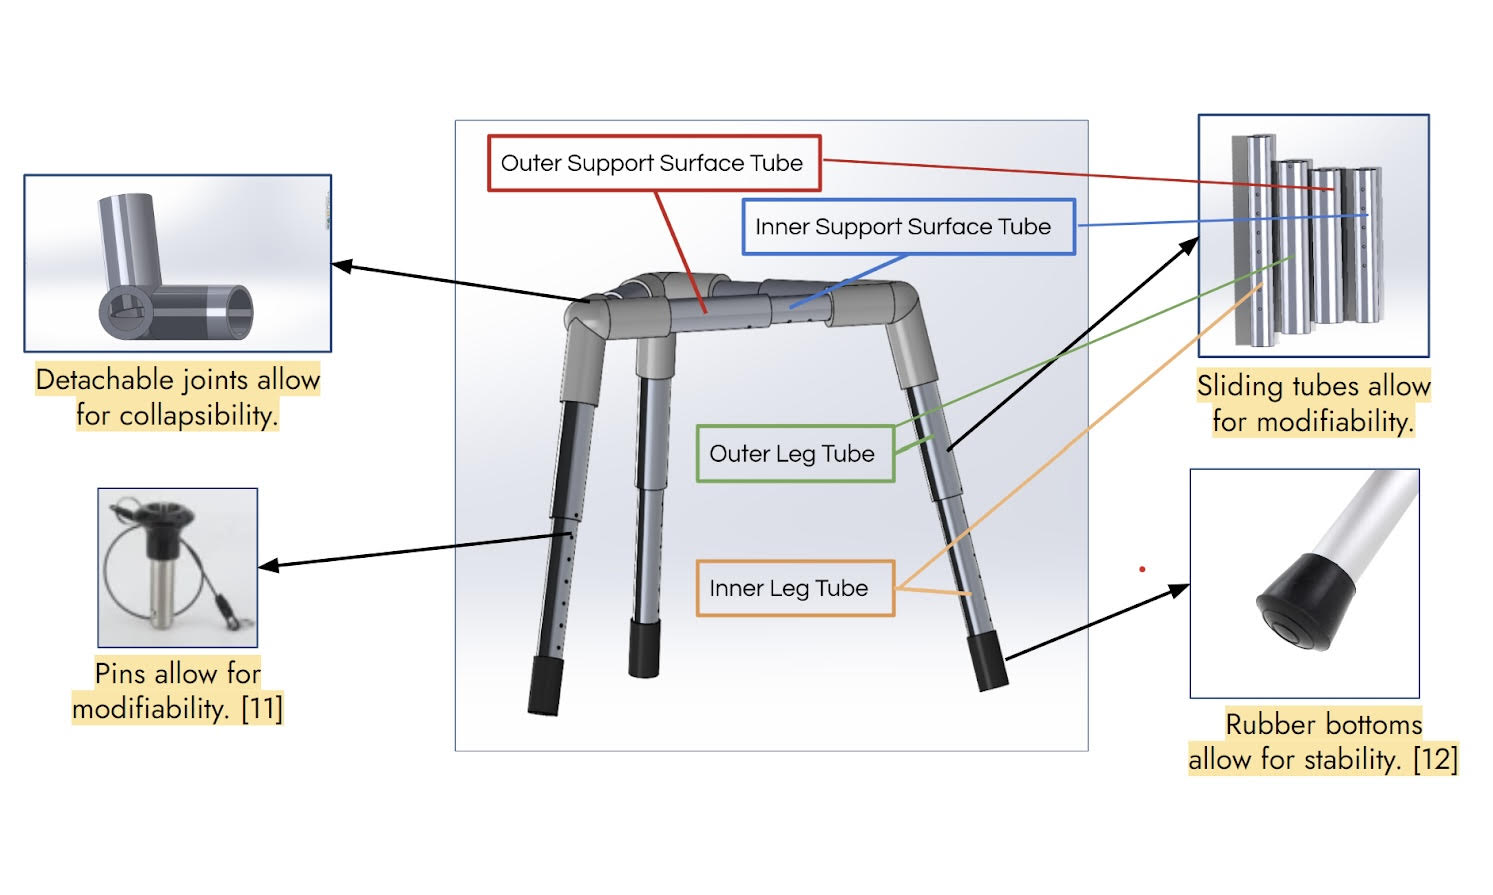 Outer Support Surface Tube
Inner Support Surface Tube
Detachable joints allow
for collapsibility.
Sliding tubes allow
for modifiability.
Outer Leg Tube
Inner Leg Tube
Pins allow for
modifiability. [11]
Rubber bottoms
allow for stability. [12]